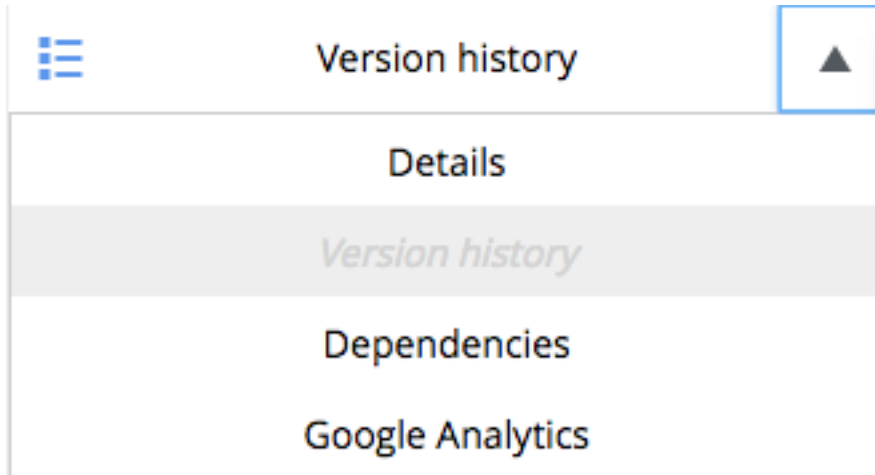 Version history
Details
Version history
Dependencies
Google Analytics